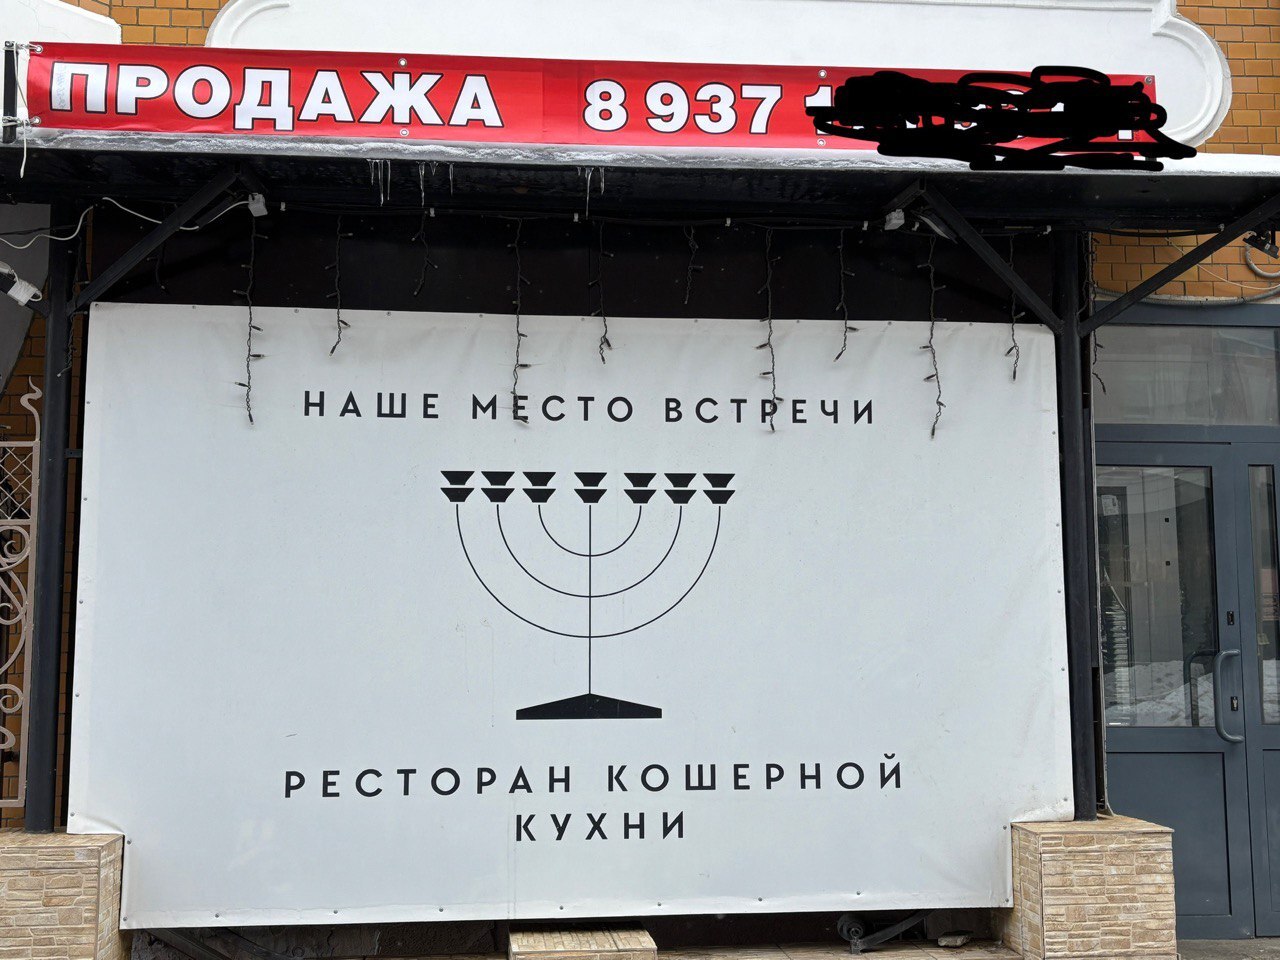 ПРОДАЖА 8 937
НАШЕ МЕСТО ВСТРЕЧИ
РЕСТОРАН КОШЕРНОЙ
КУХНИ